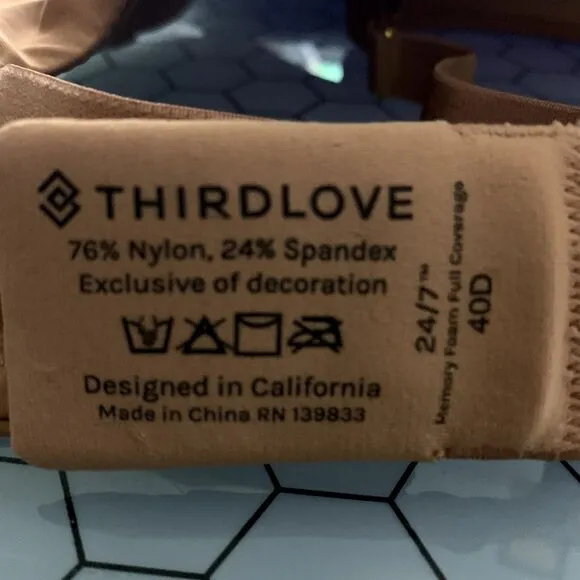 THIRDLOVE
76% Nylon, 24% Spandex
Exclusive of decoration
Designed in California
Made in China RN 139833
24/7™
Memory Foam Full Coverage
40D